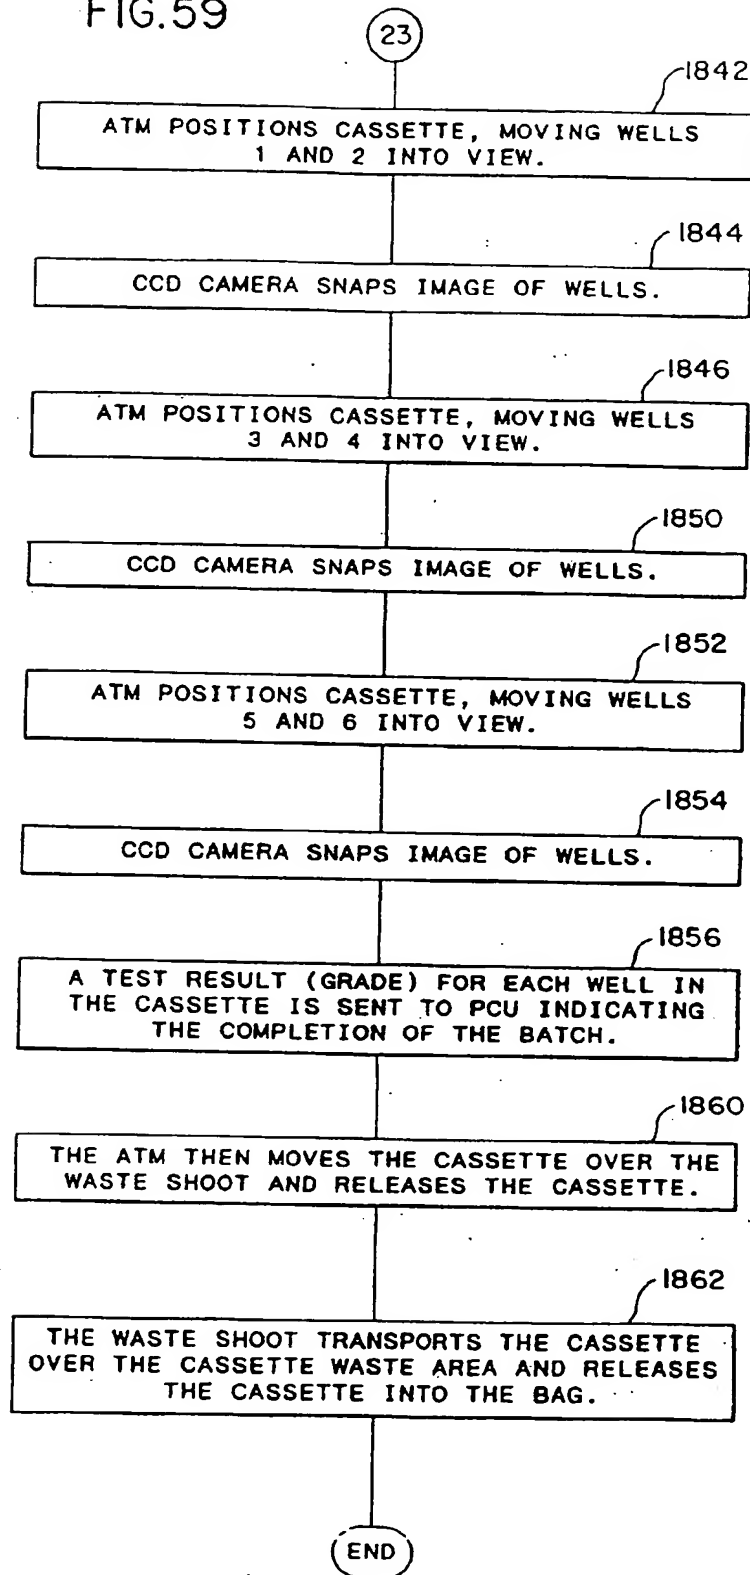 FIG.59
23
1842
ATM POSITIONS CASSETTE, MOVING WELLS
1 AND 2 INTO VIEW.
1844
CCD CAMERA SNAPS IMAGE OF WELLS.
1846
ATM POSITIONS CASSETTE, MOVING WELLS
3 AND 4 INTO VIEW.
1850
CCD CAMERA SNAPS IMAGE OF WELLS.
1852
ATM POSITIONS CASSETTE, MOVING WELLS
5 AND 6 INTO VIEW.
1854
CCD CAMERA SNAPS IMAGE OF WELLS.
1856
A TEST RESULT (GRADE) FOR EACH WELL IN
THE CASSETTE IS SENT TO PCU INDICATING
THE COMPLETION OF THE BATCH.
1860
THE ATM THEN MOVES THE CASSETTE OVER THE
WASTE SHOOT AND RELEASES THE CASSETTE.
1862
THE WASTE SHOOT TRANSPORTS THE CASSETTE
OVER THE CASSETTE WASTE AREA AND RELEASES
THE CASSETTE INTO THE BAG.
END